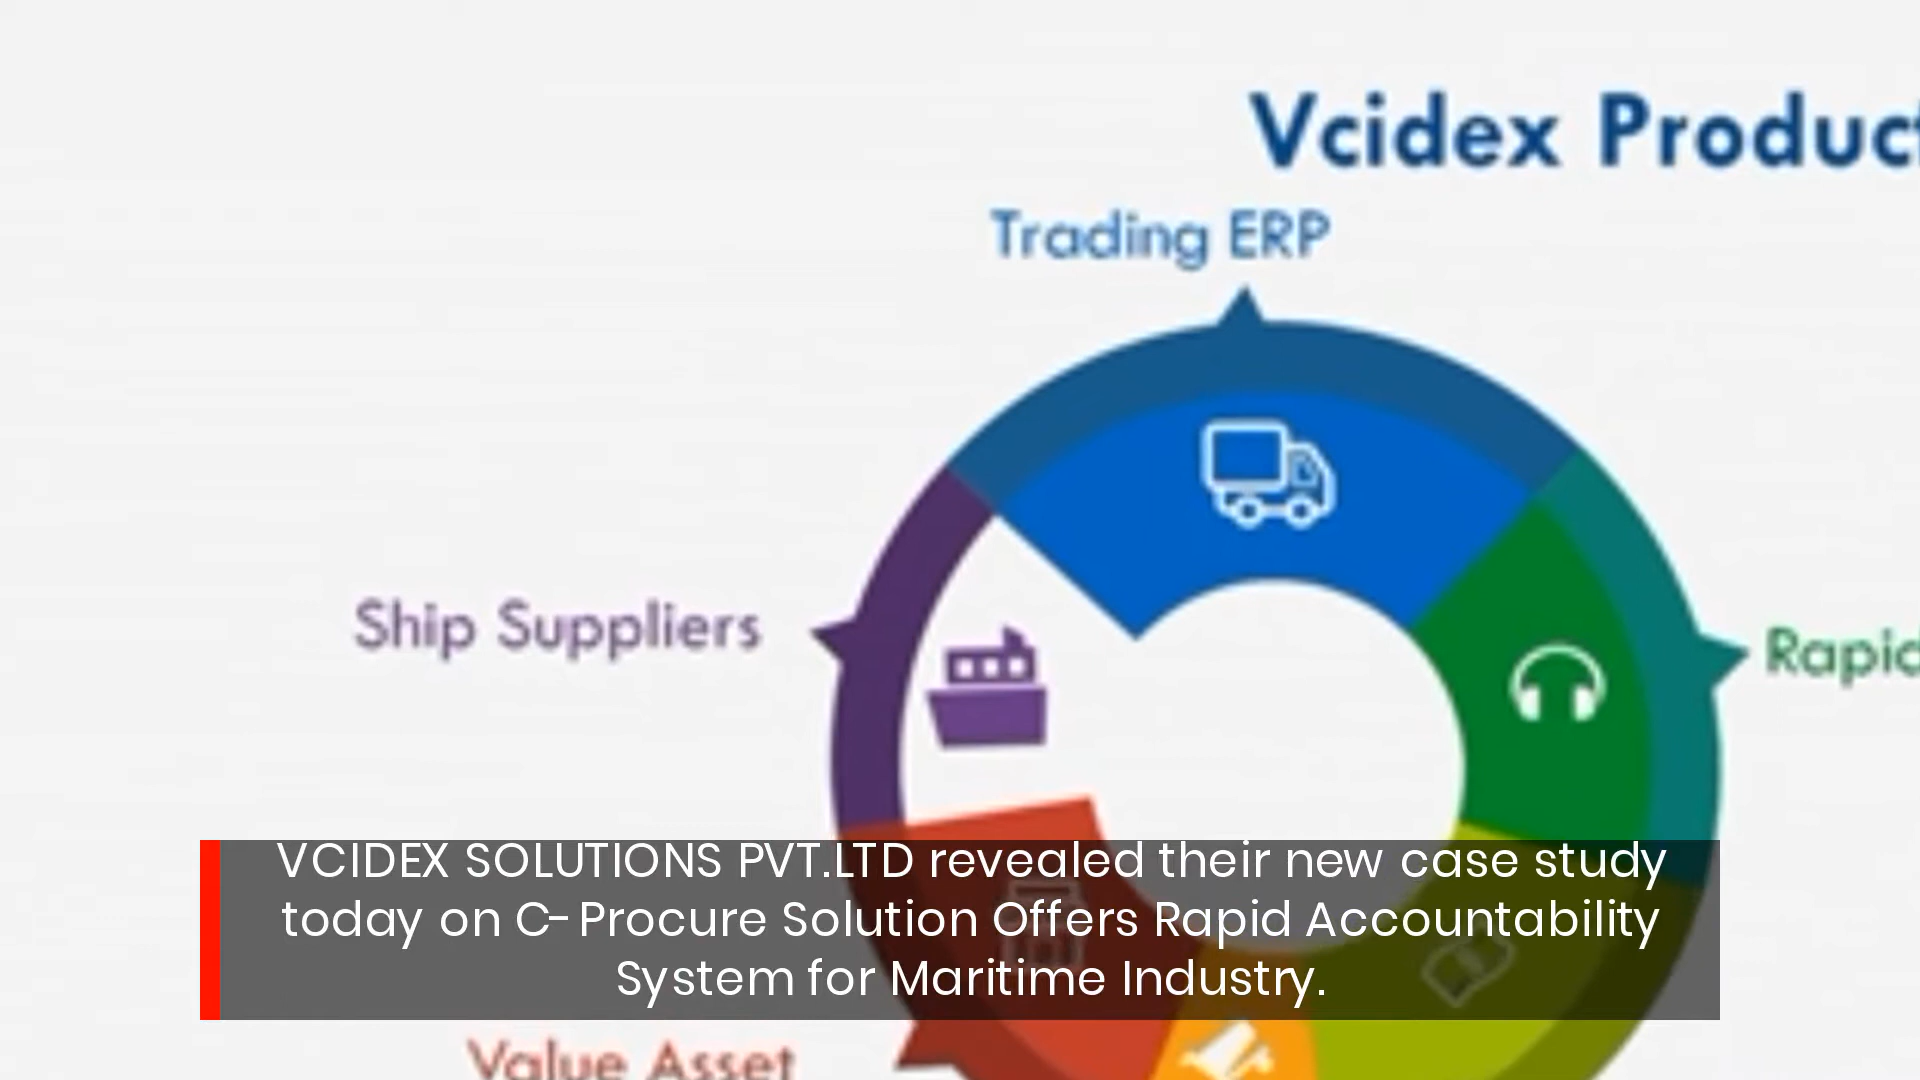 Vcidex Product
Trading ERP
Ship Suppliers
Rapid
VCIDEX SOLUTIONS PVT.LTD revealed their new case study
today on C-Procure Solution Offers Rapid Accountability
System for Maritime Industry.
Value Asset